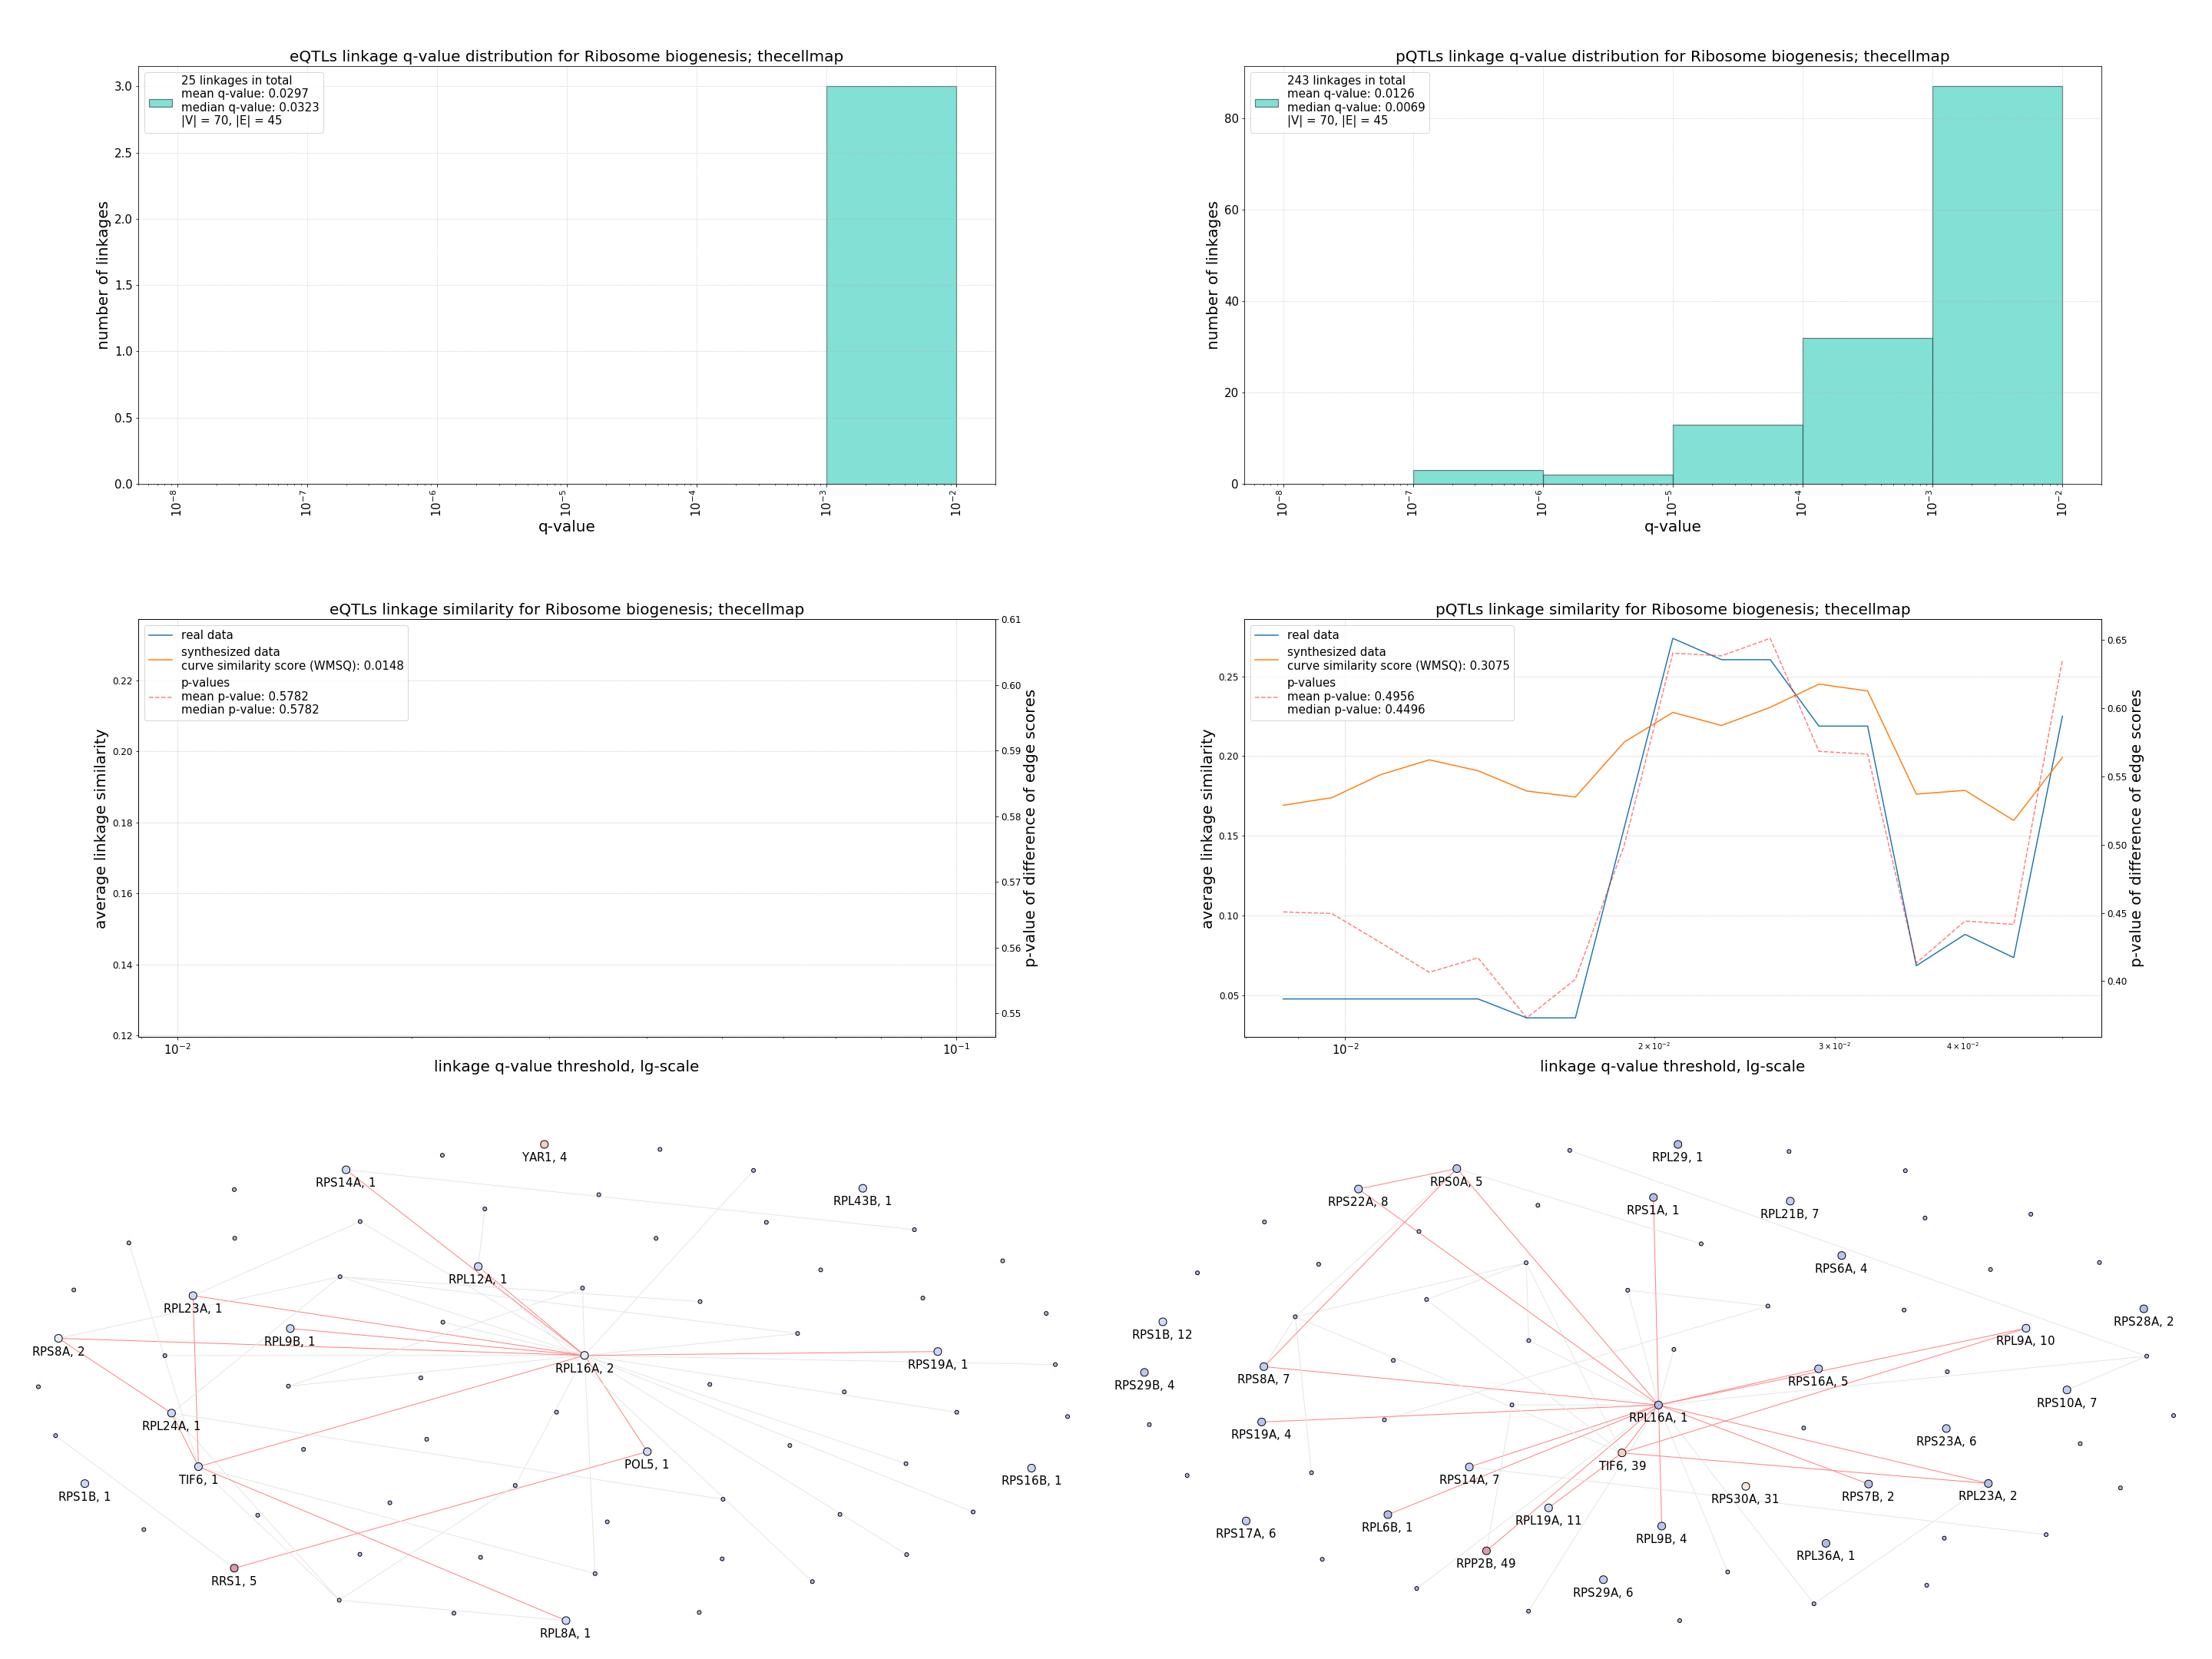 eQTLs linkage q-value distribution for Ribosome biogenesis; thecellmap
25 linkages in total
mean q-value: 0.0297
median q-value: 0.0323
|V| = 70, |E| = 45
number of linkages
3.0
2.5
2.0
1.5
1.0
0.5
0.0
10−8
10−7
10−6
10−5
10−4
10−3
10−2
q-value
pQTLs linkage q-value distribution for Ribosome biogenesis; thecellmap
243 linkages in total
mean q-value: 0.0126
median q-value: 0.0069
|V| = 70, |E| = 45
number of linkages
80
60
40
20
0
10−8
10−7
10−6
10−5
10−4
10−3
10−2
q-value
eQTLs linkage similarity for Ribosome biogenesis; thecellmap
real data
synthesized data
curve similarity score (WMSQ): 0.0148
p-values
mean p-value: 0.5782
median p-value: 0.5782
average linkage similarity
0.22
0.20
0.18
0.16
0.14
0.12
0.61
0.60
0.59
0.58
0.57
0.56
0.55
p-value of difference of edge scores
10−2
10−1
linkage q-value threshold, lg-scale
pQTLs linkage similarity for Ribosome biogenesis; thecellmap
real data
synthesized data
curve similarity score (WMSQ): 0.3075
p-values
mean p-value: 0.4956
median p-value: 0.4496
average linkage similarity
0.25
0.20
0.15
0.10
0.05
0.65
0.60
0.55
0.50
0.45
0.40
p-value of difference of edge scores
10−2
2 × 10−2
3 × 10−2
4 × 10−2
linkage q-value threshold, lg-scale
YAR1, 4
RPS14A, 1
RPL43B, 1
RPL12A, 1
RPL23A, 1
RPL9B, 1
RPS8A, 2
RPL16A, 2
RPS19A, 1
RPL24A, 1
POL5, 1
TIF6, 1
RPS16B, 1
RPS1B, 1
RRS1, 5
RPL8A, 1
RPL29, 1
RPS0A, 5
RPS22A, 8
RPS1A, 1
RPL21B, 7
RPS6A, 4
RPS28A, 2
RPS1B, 12
RPL9A, 10
RPS29B, 4
RPS8A, 7
RPS16A, 5
RPS10A, 7
RPL16A, 1
RPS19A, 4
RPS23A, 6
TIF6, 39
RPS14A, 7
RPS30A, 31
RPS7B, 2
RPL23A, 2
RPL19A, 11
RPL6B, 1
RPS17A, 6
RPL9B, 4
RPL36A, 1
RPP2B, 49
RPS29A, 6